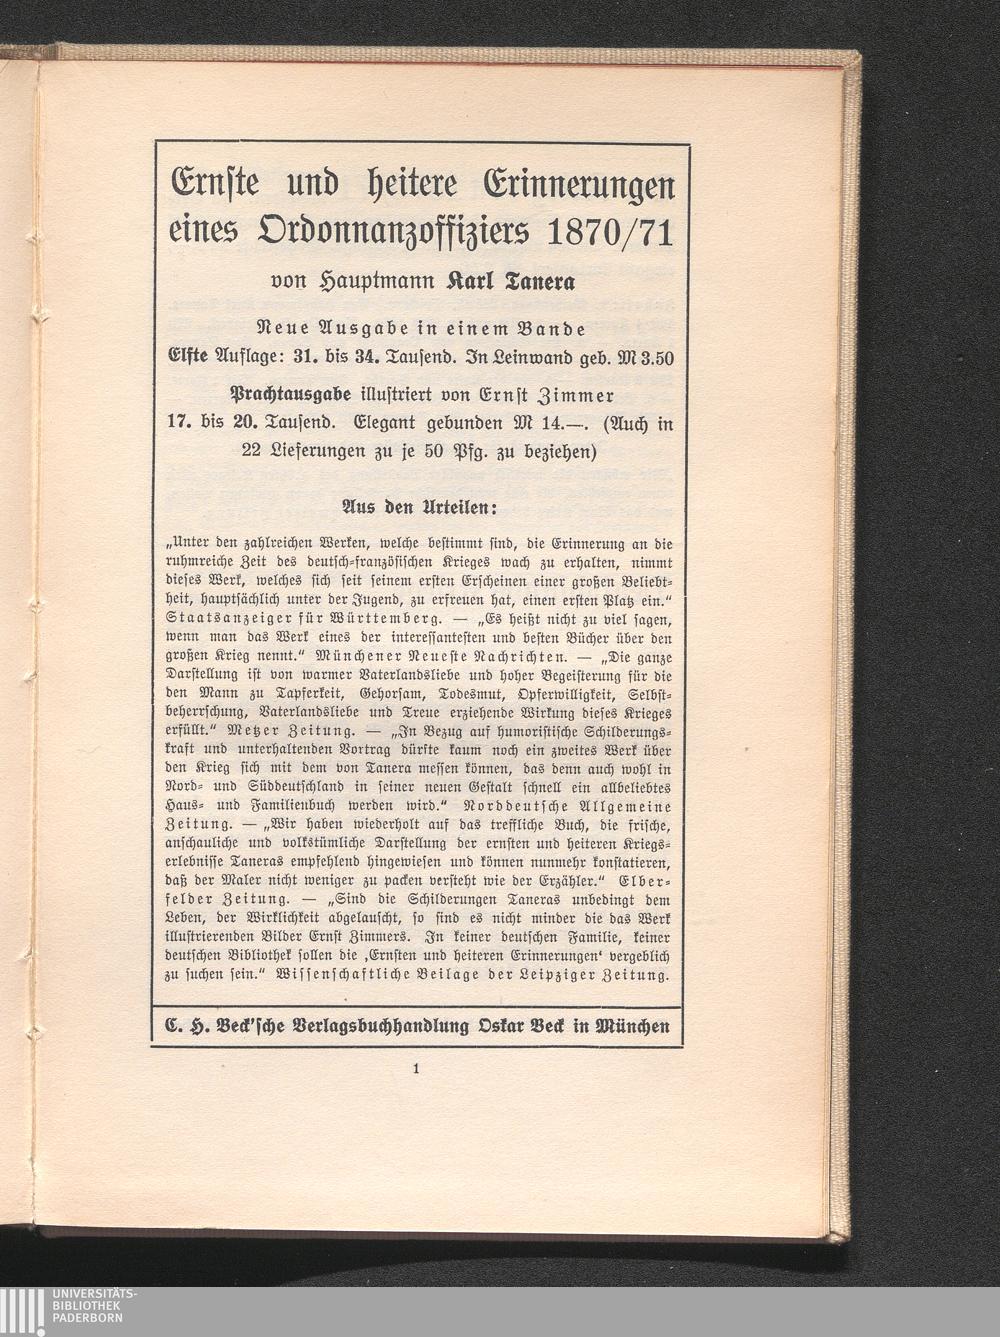 Ernste und heitere Erinnerungen
eines Ordonnanzoffiziers 1870/71
von Hauptmann Karl Tanera
Neue Ausgabe in einem Bande
Elfte Auflage: 31. bis 34. Tausend. In Leinwand geb. M 3.50
Prachtausgabe illustriert von Ernst Zimmer
17. bis 20. Tausend. Elegant gebunden M 14.—. (Auch in
22 Lieferungen zu je 50 Pfg. zu beziehen)
Aus den Urteilen:
„Unter den zahlreichen Werken, welche bestimmt sind, die Erinnerung an die
ruhmreiche Zeit des deutsch-französischen Krieges wach zu erhalten, nimmt
dieses Werk, welches sich seit seinem ersten Erscheinen einer großen Beliebt-
heit, hauptsächlich unter der Jugend, zu erfreuen hat, einen ersten Platz ein.“
Staatsanzeiger für Württemberg. — „Es heißt nicht zu viel sagen,
wenn man das Werk eines der interessantesten und besten Bücher über den
großen Krieg nennt.“ Münchener Neueste Nachrichten. — „Die ganze
Darstellung ist von warmer Vaterlandsliebe und hoher Begeisterung für die
den Mann zu Tapferkeit, Gehorsam, Todesmut, Opferwilligkeit, Selbst-
beherrschung, Vaterlandsliebe und Treue erziehende Wirkung dieses Krieges
erfüllt.“ Metzer Zeitung. — „In Bezug auf humoristische Schilderungs-
kraft und unterhaltenden Vortrag dürfte kaum noch ein zweites Werk über
den Krieg sich mit dem von Tanera messen können, das denn auch wohl in
Nord- und Süddeutschland in seiner neuen Gestalt schnell ein allbeliebtes
Haus- und Familienbuch werden wird.“ Norddeutsche Allgemeine
Zeitung. — „Wir haben wiederholt auf das treffliche Buch, die frische,
anschauliche und volkstümliche Darstellung der ernsten und heiteren Kriegs-
erlebnisse Taneras empfehlend hingewiesen und können nunmehr konstatieren,
daß der Maler nicht weniger zu packen versteht wie der Erzähler.“ Elber-
felder Zeitung. — „Sind die Schilderungen Taneras unbedingt dem
Leben, der Wirklichkeit abgelauscht, so sind es nicht minder die das Werk
illustrierenden Bilder Ernst Zimmers. In keiner deutschen Familie, keiner
deutschen Bibliothek sollen die ‚Ernsten und heiteren Erinnerungen‘ vergeblich
zu suchen sein.“ Wissenschaftliche Beilage der Leipziger Zeitung.
C. H. Beck'sche Verlagsbuchhandlung Oskar Beck in München
1
UNIVERSITÄTS-
BIBLIOTHEK
PADERBORN